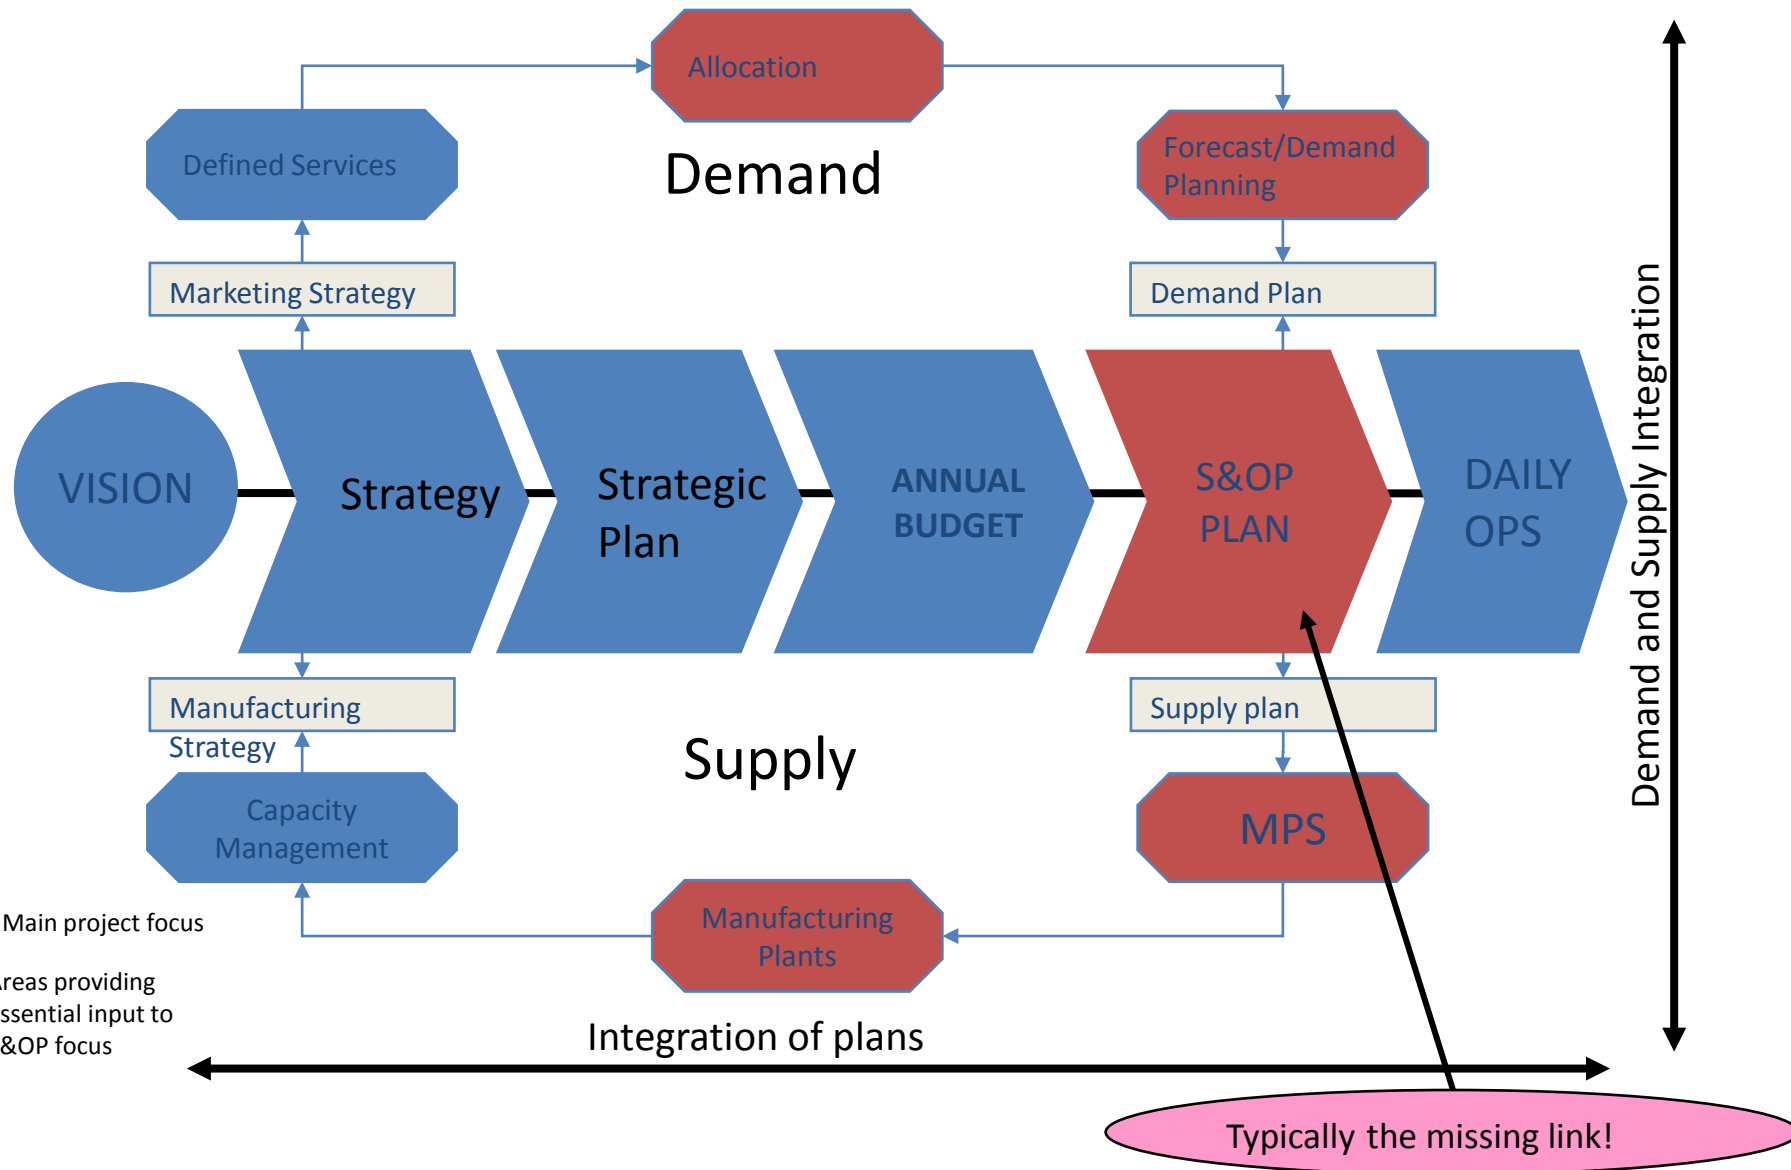 Allocation
Defined Services
Demand
Forecast/Demand
Planning
Marketing Strategy
Demand Plan
VISION
Strategy
Strategic
Plan
ANNUAL
BUDGET
S&OP
PLAN
DAILY
OPS
Demand and Supply Integration
Manufacturing
Strategy
Supply plan
Supply
Capacity
Management
MPS
Manufacturing
Plants
Main project focus
reas providing
ssential input to
&OP focus
Integration of plans
Typically the missing link!